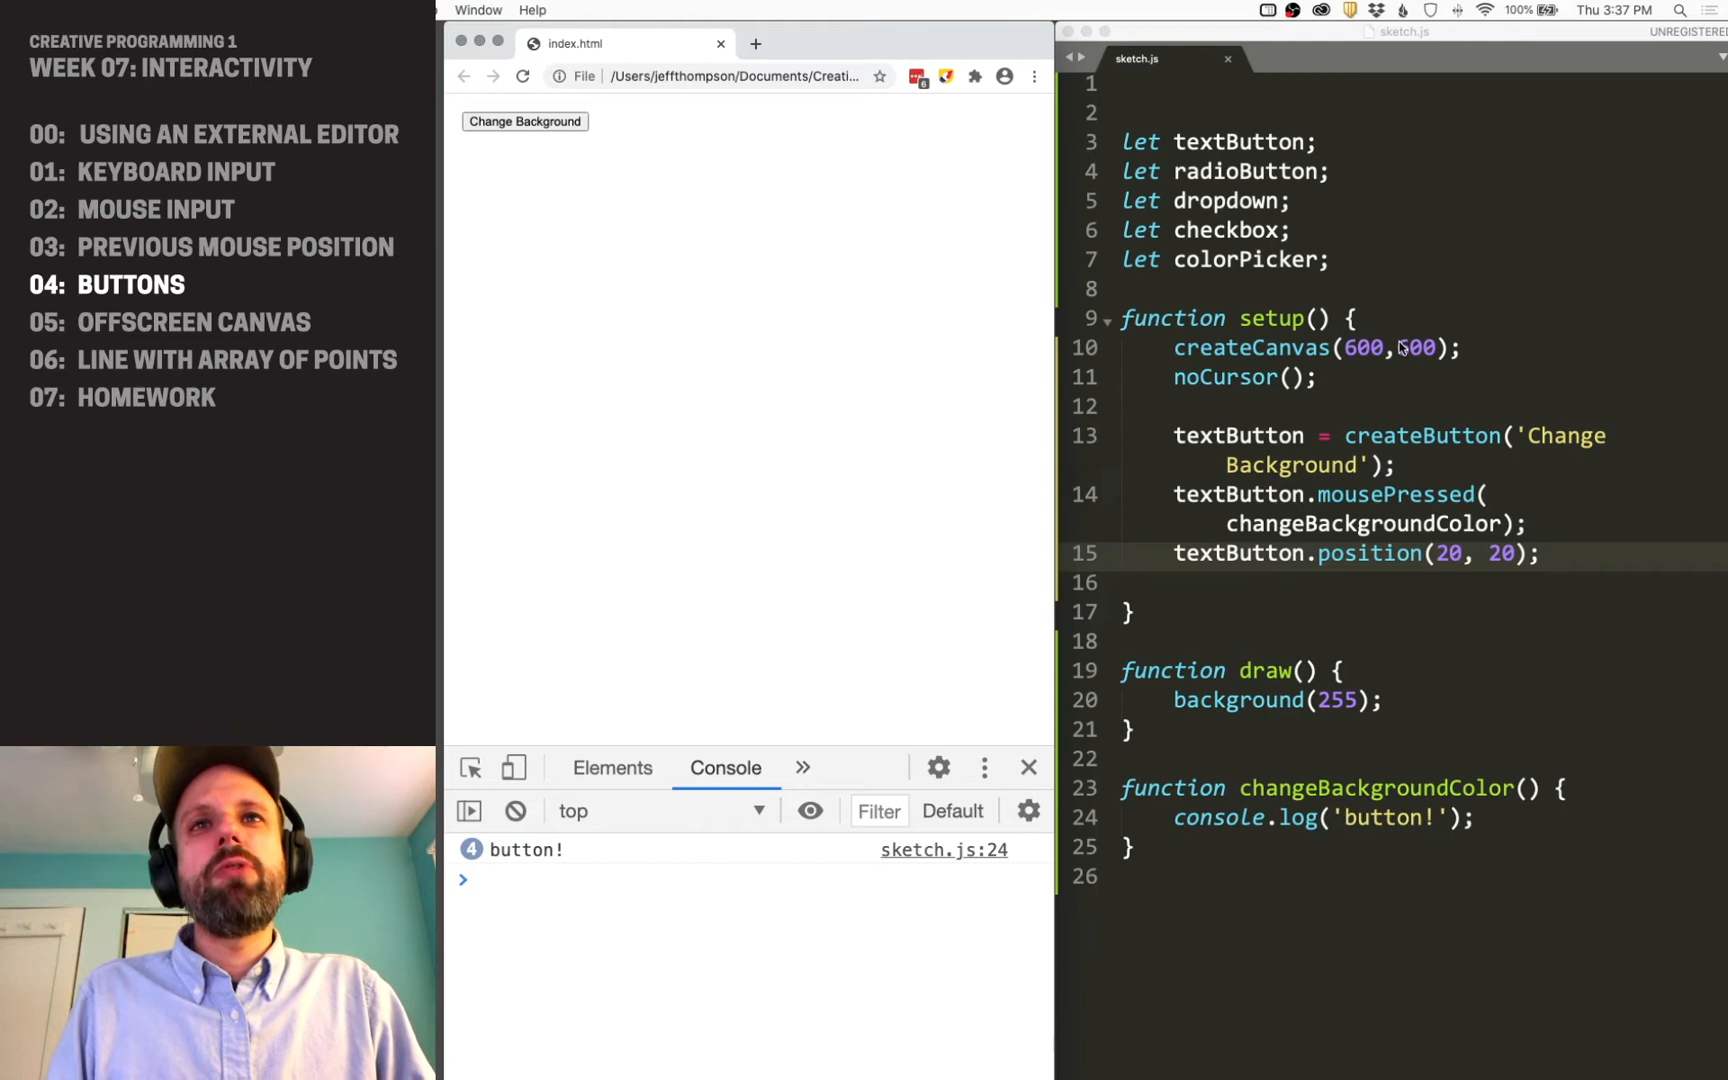 CREATIVE PROGRAMMING 1
WEEK 07: INTERACTIVITY
00: USING AN EXTERNAL EDITOR
01: KEYBOARD INPUT
02: MOUSE INPUT
03: PREVIOUS MOUSE POSITION
04: BUTTONS
05: OFFSCREEN CANVAS
06: LINE WITH ARRAY OF POINTS
07: HOMEWORK
Window Help
100% Thu 3:37 PM
index.html
File /Users/jeffthompson/Documents/Creati...
6
Change Background
Elements Console
top Filter Default
4 button! sketch.js:24
sketch.js UNREGISTERED
sketch.js
1
2
3 let textButton;
4 let radioButton;
5 let dropdown;
6 let checkbox;
7 let colorPicker;
8
9 function setup() {
10 createCanvas(600,600);
11 noCursor();
12
13 textButton = createButton('Change
Background');
14 textButton.mousePressed(
changeBackgroundColor);
15 textButton.position(20, 20);
16
17 }
18
19 function draw() {
20 background(255);
21 }
22
23 function changeBackgroundColor() {
24 console.log('button!');
25 }
26